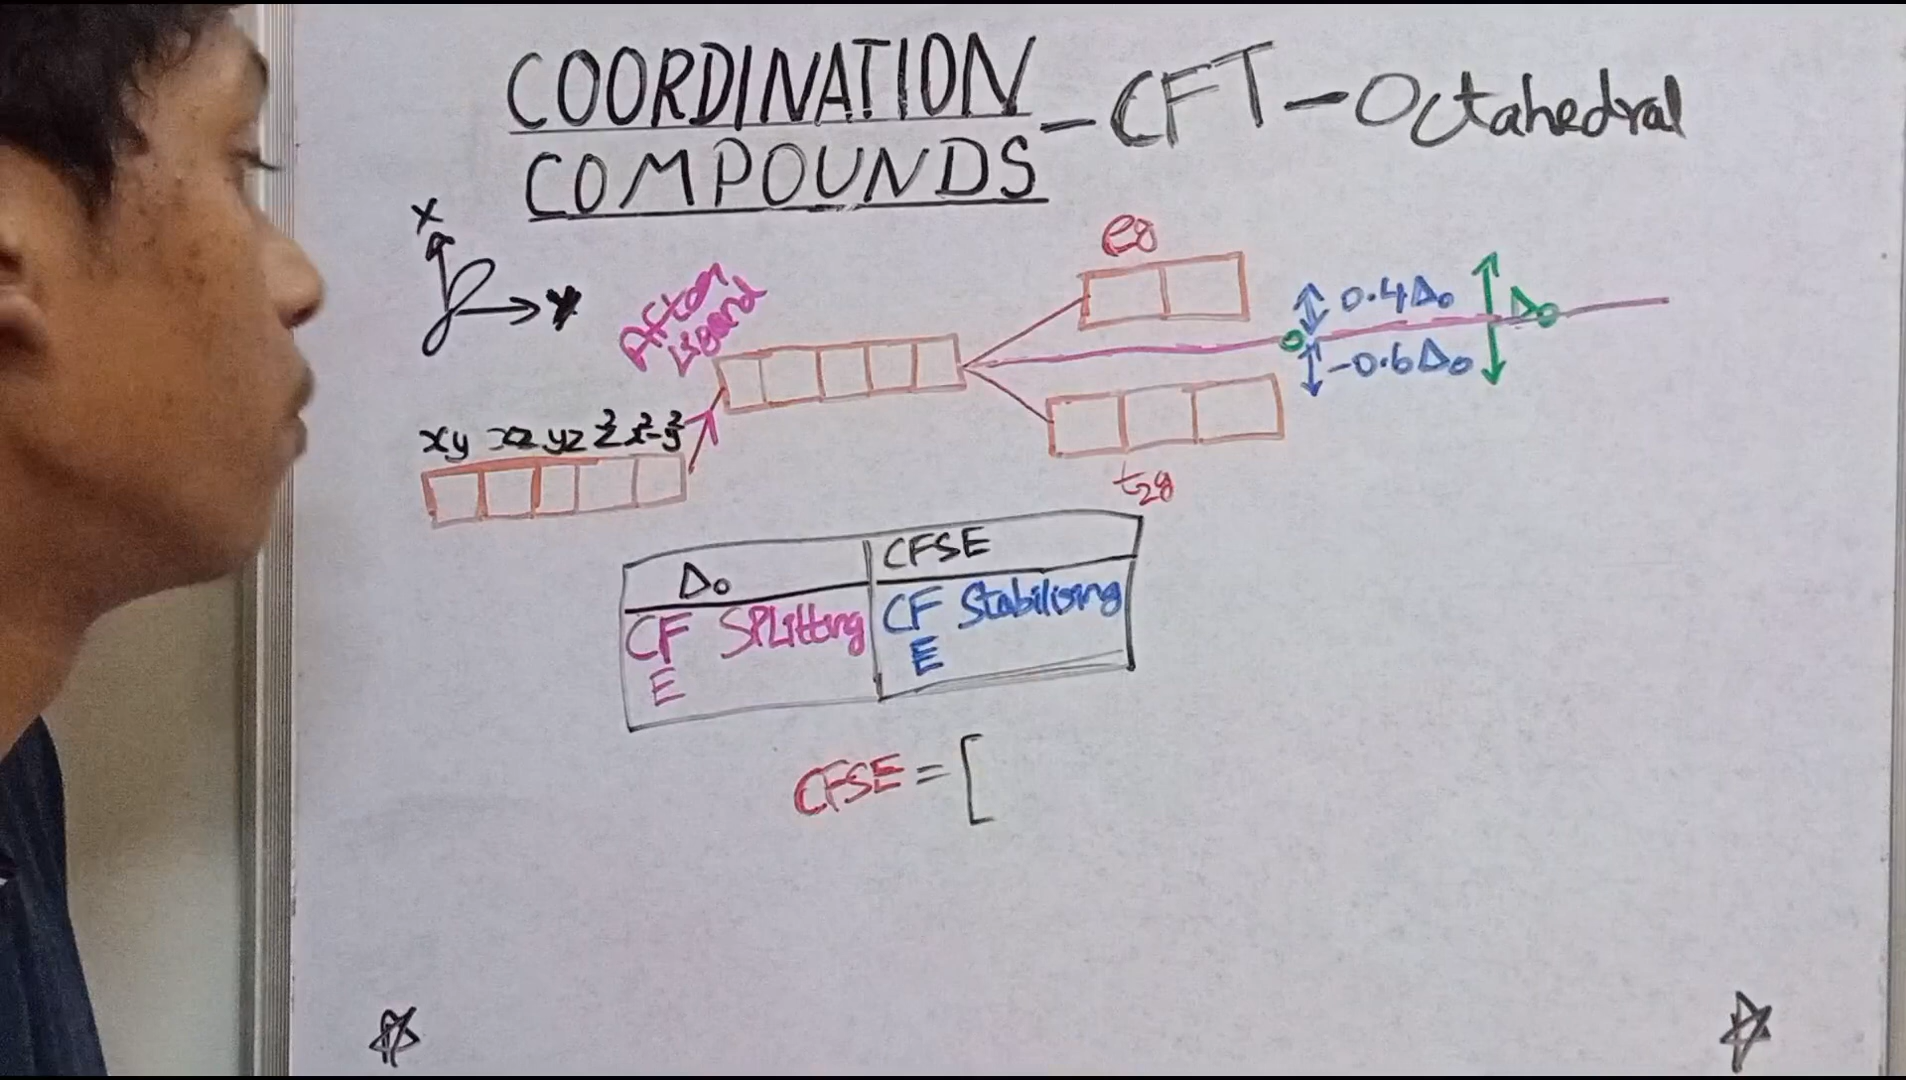 COORDINATION
COMPOUNDS - CFT - Octahedral
x
y
After
Ligand
eg
0.4Δo
Δo
-0.6Δo
xy xz yz z² x²-y²
t2g
Δo
CFSE
CF Splitting
E
CF Stabilising
E
CFSE = [